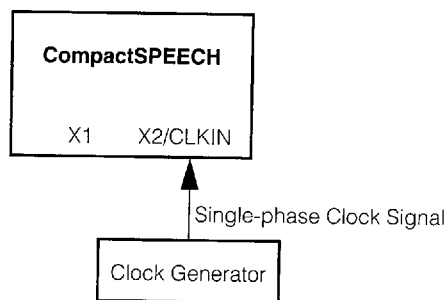 CompactSPEECH
X1 X2/CLKIN
Single-phase Clock Signal
Clock Generator